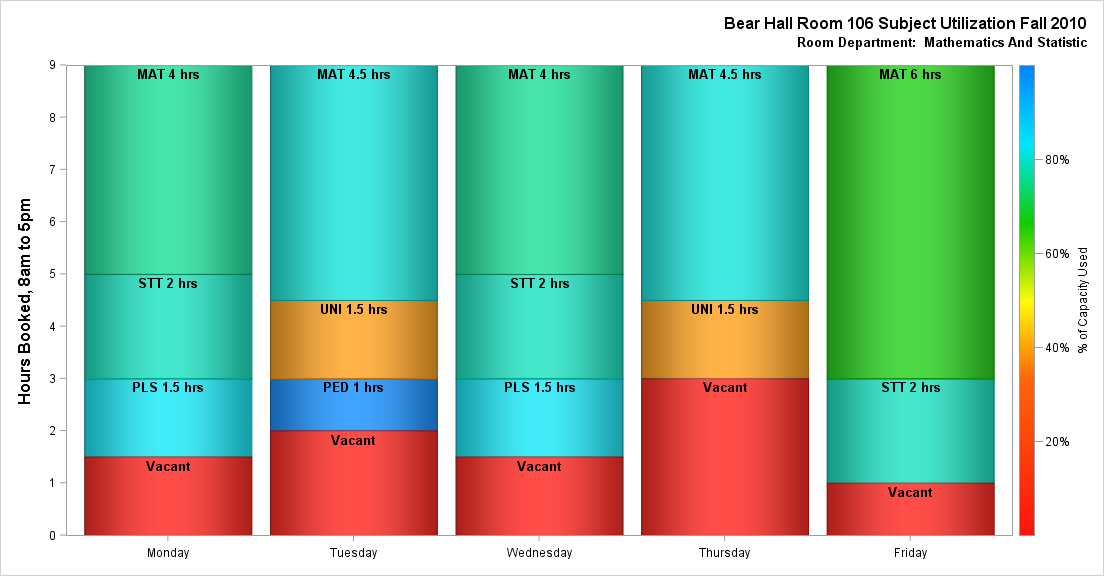 Bear Hall Room 106 Subject Utilization Fall 2010
Room Department:  Mathematics And Statistic
Hours Booked, 8am to 5pm
9
8
7
6
5
4
3
2
1
0
MAT 4 hrs
STT 2 hrs
PLS 1.5 hrs
Vacant
MAT 4.5 hrs
UNI 1.5 hrs
PED 1 hrs
Vacant
MAT 4 hrs
STT 2 hrs
PLS 1.5 hrs
Vacant
MAT 4.5 hrs
UNI 1.5 hrs
Vacant
MAT 6 hrs
STT 2 hrs
Vacant
Monday
Tuesday
Wednesday
Thursday
Friday
80%
60%
40%
20%
% of Capacity Used